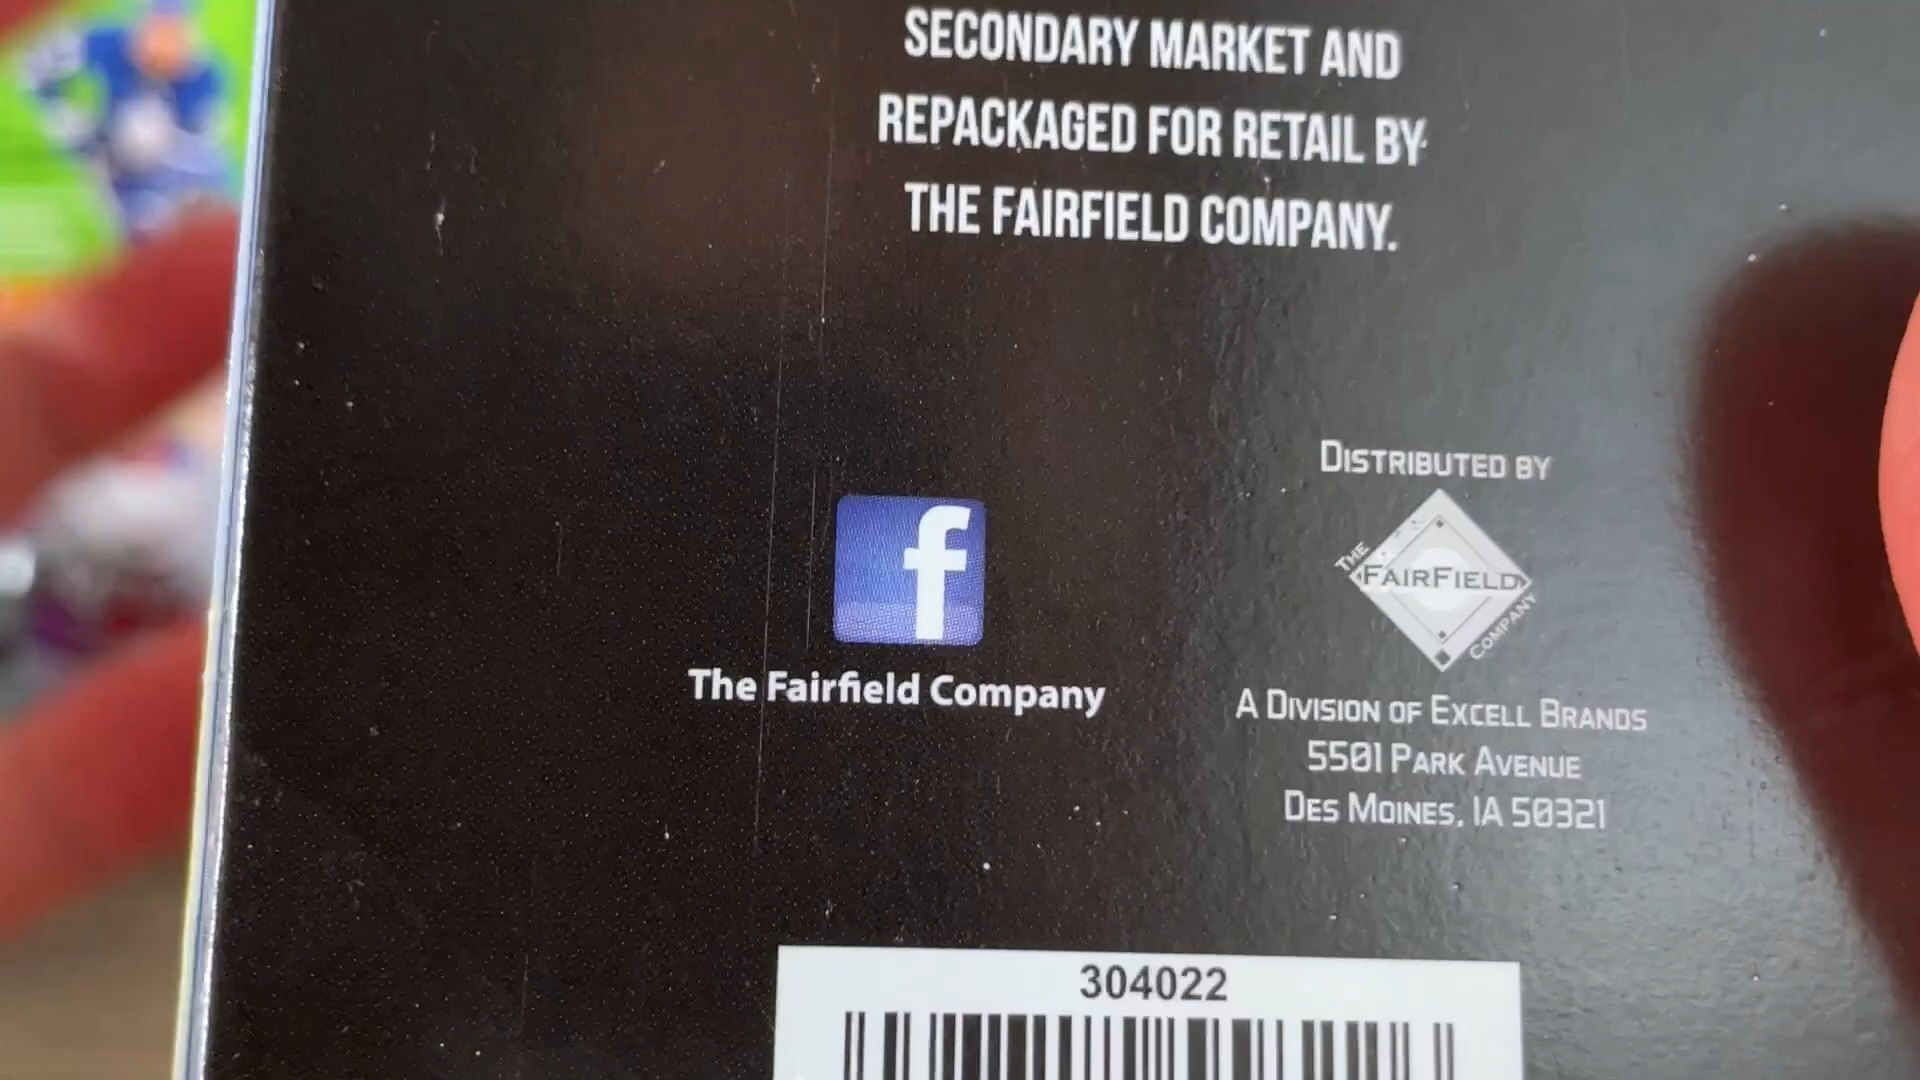 SECONDARY MARKET AND
REPACKAGED FOR RETAIL BY
THE FAIRFIELD COMPANY.
DISTRIBUTED BY
THE
FAIRFIELD
COMPANY
f
The Fairfield Company
A DIVISION OF EXCELL BRANDS
5501 PARK AVENUE
DES MOINES, IA 50321
304022